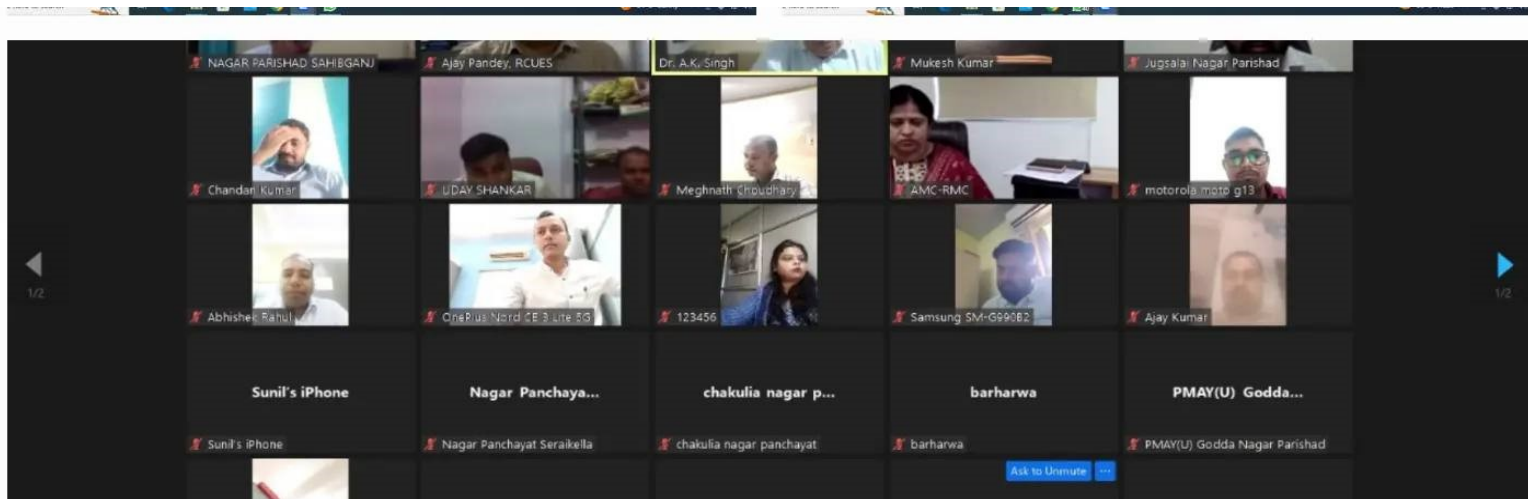 NAGAR PARISHAD SAHIBGANJ
Ajay Pandey, RCUES
Dr. A.K. Singh
Mukesh Kumar
Jugsalai Nagar Parishad
Chandan Kumar
UDAY SHANKAR
Meghnath Choudhary
AMC-RMC
motorola moto g13
1/2
1/2
Abhishek Rahul
OnePlus Nord CE 3 Lite 5G
123456
Samsung SM-G990B2
Ajay Kumar
Sunil's iPhone
Nagar Panchaya...
chakulia nagar p...
barharwa
PMAY(U) Godda...
Sunil's iPhone
Nagar Panchayat Seraikella
chakulia nagar panchayat
barharwa
PMAY(U) Godda Nagar Parishad
Ask to Unmute